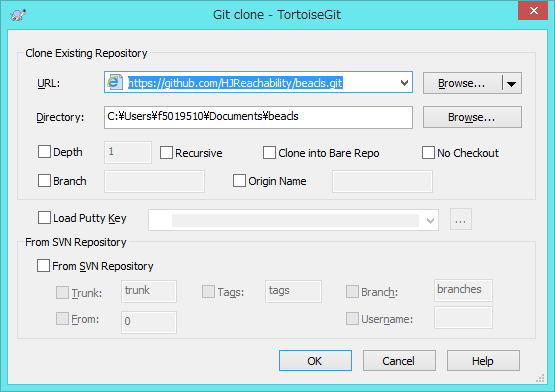 Git clone - TortoiseGit
Clone Existing Repository
URL: https://github.com/HJReachability/beacls.git Browse...
Directory: C:¥Users¥f5019510¥Documents¥beacls Browse...
Depth 1 Recursive Clone into Bare Repo No Checkout
Branch Origin Name
Load Putty Key ...
From SVN Repository
From SVN Repository
Trunk: trunk Tags: tags Branch: branches
From: 0 Username:
OK Cancel Help